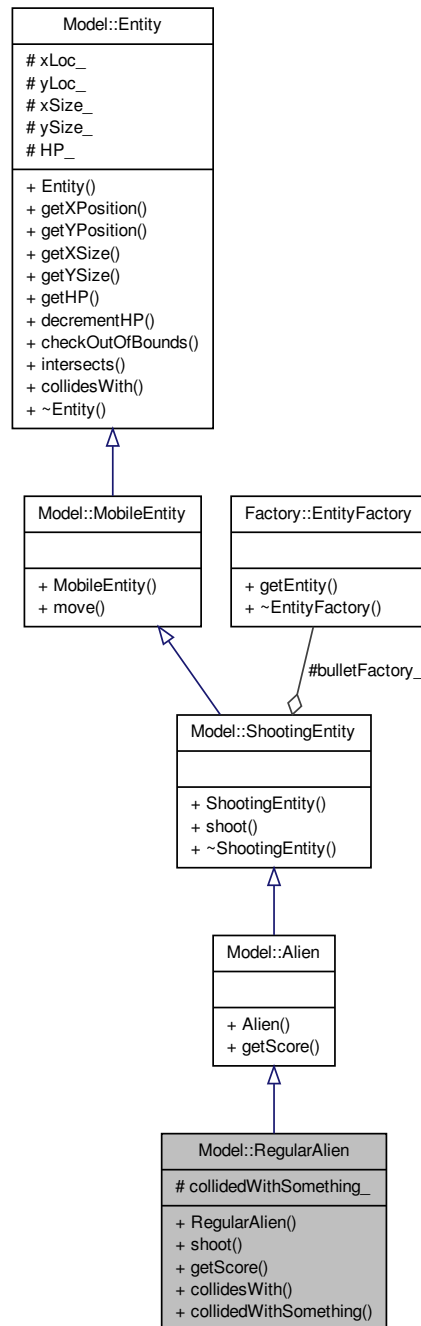 Model::Entity
# xLoc_
# yLoc_
# xSize_
# ySize_
# HP_
+ Entity()
+ getXPosition()
+ getYPosition()
+ getXSize()
+ getYSize()
+ getHP()
+ decrementHP()
+ checkOutOfBounds()
+ intersects()
+ collidesWith()
+ ~Entity()
Model::MobileEntity
+ MobileEntity()
+ move()
Factory::EntityFactory
+ getEntity()
+ ~EntityFactory()
#bulletFactory_
Model::ShootingEntity
+ ShootingEntity()
+ shoot()
+ ~ShootingEntity()
Model::Alien
+ Alien()
+ getScore()
Model::RegularAlien
# collidedWithSomething_
+ RegularAlien()
+ shoot()
+ getScore()
+ collidesWith()
+ collidedWithSomething()